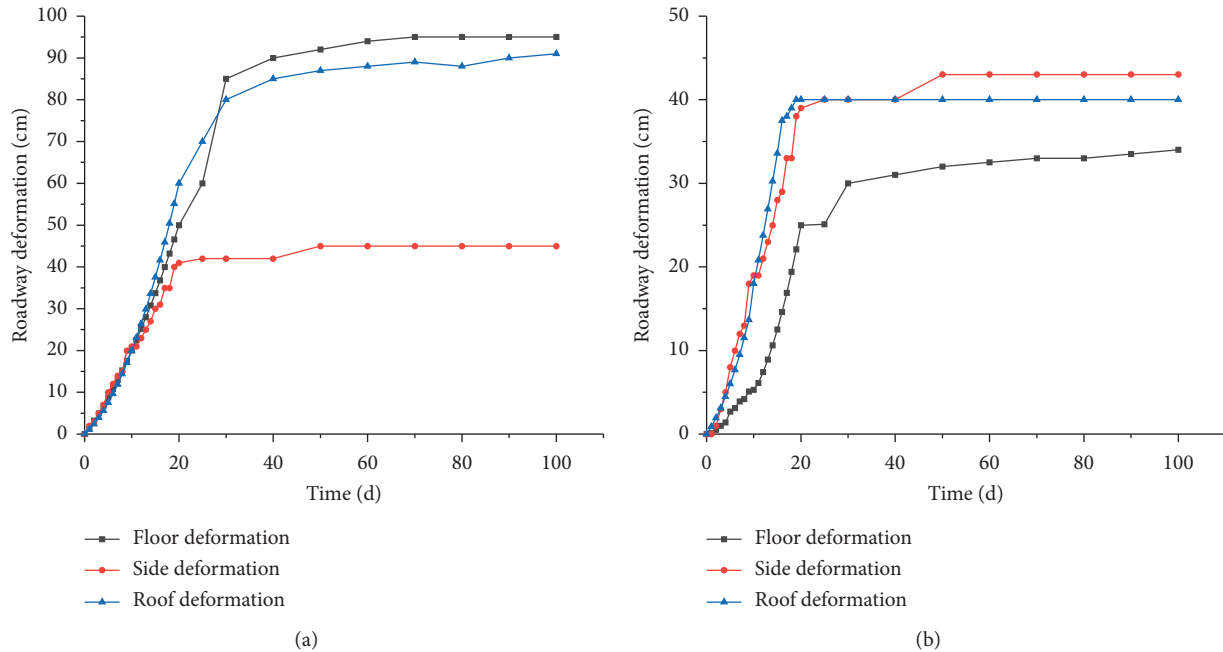 100
90
80
70
60
50
40
30
20
10
0
Roadway deformation (cm)
0 20 40 60 80 100
Time (d)
Floor deformation
Side deformation
Roof deformation
(a)
50
40
30
20
10
0
Roadway deformation (cm)
0 20 40 60 80 100
Time (d)
Floor deformation
Side deformation
Roof deformation
(b)